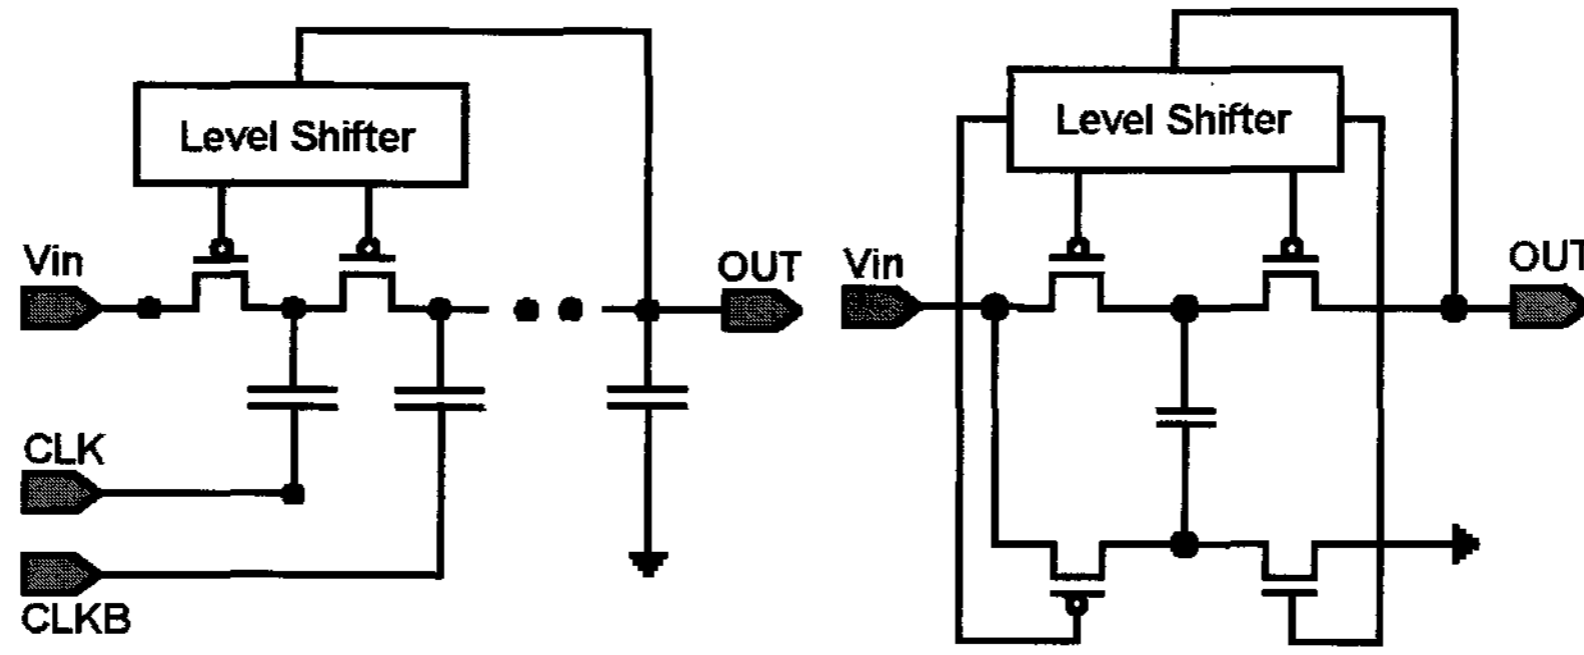 Level Shifter
Vin
OUT
CLK
CLKB
Level Shifter
Vin
OUT